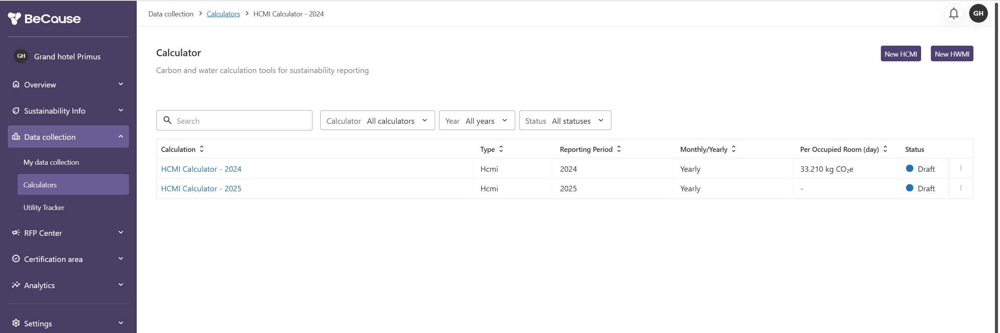 BeCause
GH Grand hotel Primus
Overview
Sustainability Info
Data collection
My data collection
Calculators
Utility Tracker
RFP Center
Certification area
Analytics
Settings
Data collection > Calculators > HCMI Calculator - 2024
GH
Calculator
New HCMI New HWMI
Carbon and water calculation tools for sustainability reporting
Search Calculator All calculators Year All years Status All statuses
Calculation Type Reporting Period Monthly/Yearly Per Occupied Room (day) Status
HCMI Calculator - 2024 Hcmi 2024 Yearly 33.210 kg CO₂e Draft
HCMI Calculator - 2025 Hcmi 2025 Yearly - Draft